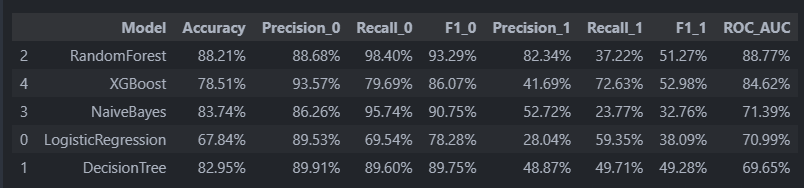 Model Accuracy Precision_0 Recall_0 F1_0 Precision_1 Recall_1 F1_1 ROC_AUC
2 RandomForest 88.21% 88.68% 98.40% 93.29% 82.34% 37.22% 51.27% 88.77%
4 XGBoost 78.51% 93.57% 79.69% 86.07% 41.69% 72.63% 52.98% 84.62%
3 NaiveBayes 83.74% 86.26% 95.74% 90.75% 52.72% 23.77% 32.76% 71.39%
0 LogisticRegression 67.84% 89.53% 69.54% 78.28% 28.04% 59.35% 38.09% 70.99%
1 DecisionTree 82.95% 89.91% 89.60% 89.75% 48.87% 49.71% 49.28% 69.65%